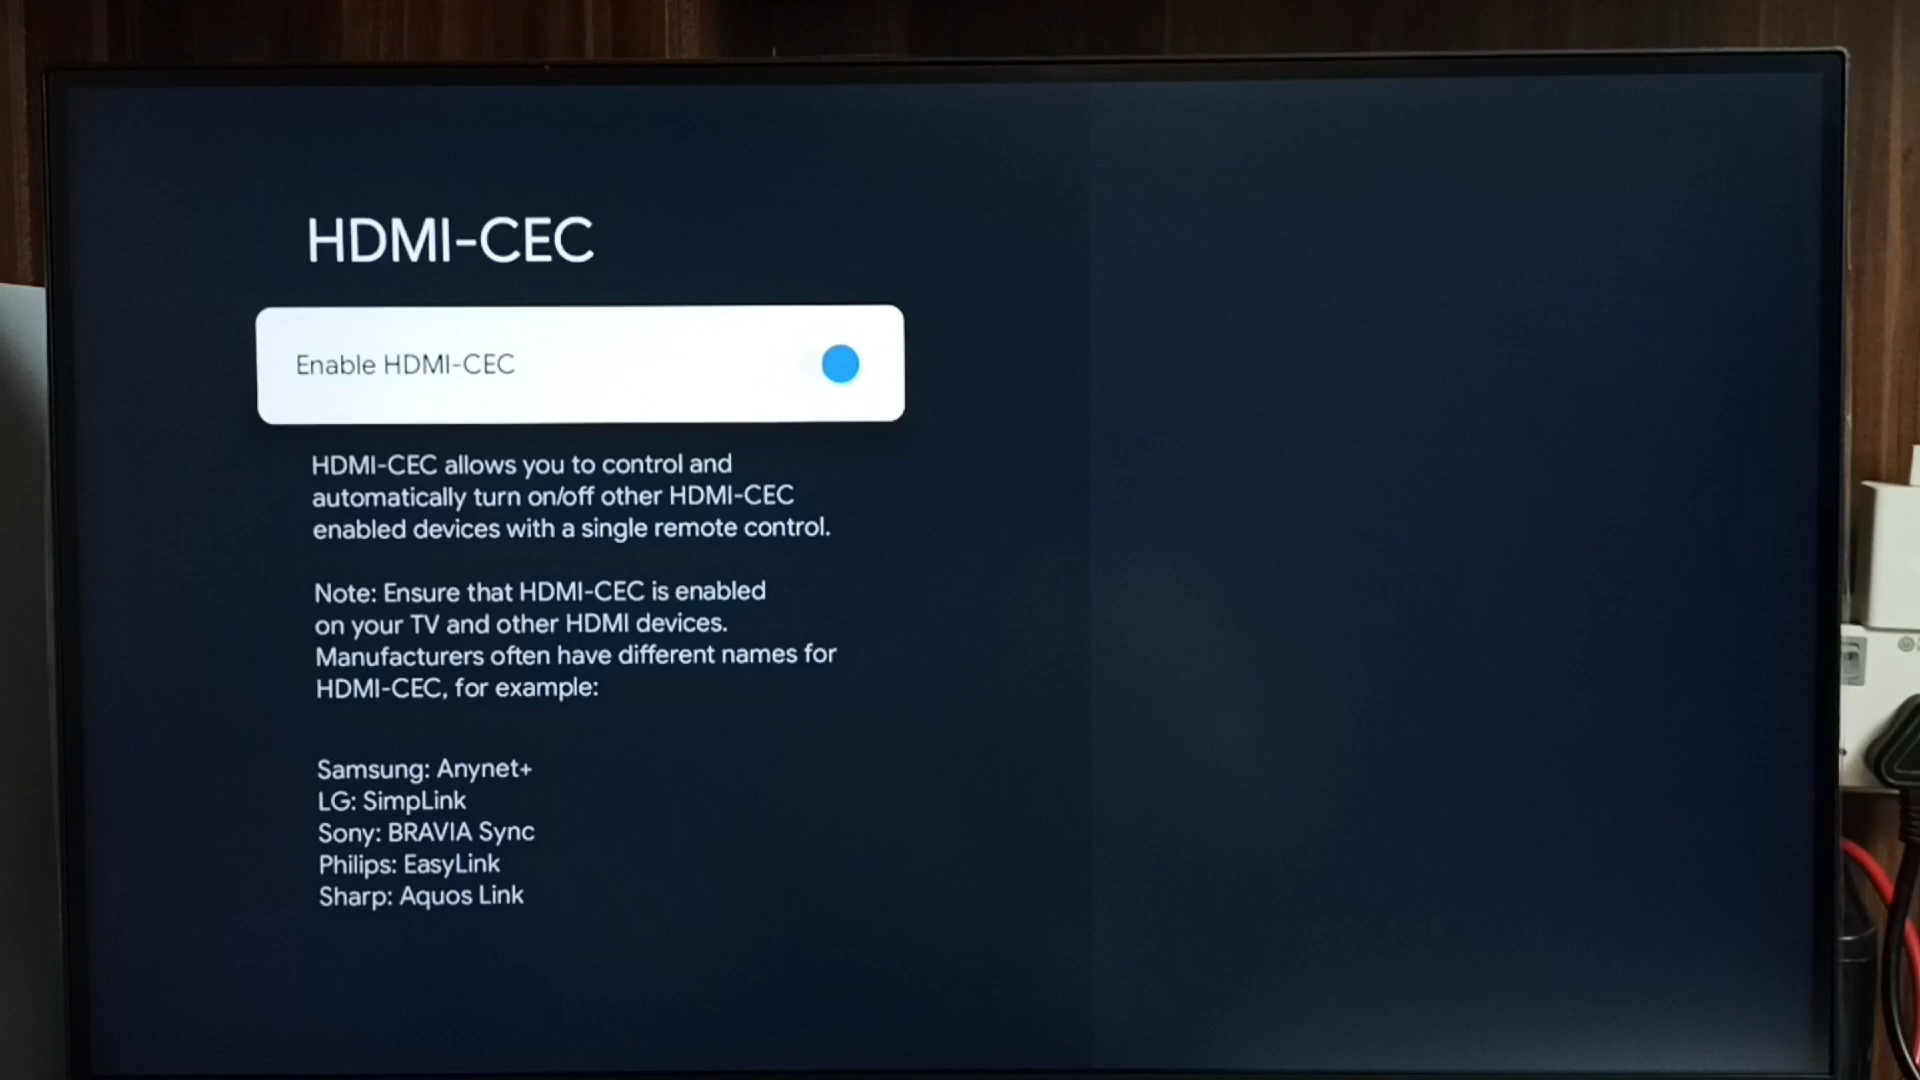 HDMI-CEC
Enable HDMI-CEC
HDMI-CEC allows you to control and
automatically turn on/off other HDMI-CEC
enabled devices with a single remote control.
Note: Ensure that HDMI-CEC is enabled
on your TV and other HDMI devices.
Manufacturers often have different names for
HDMI-CEC, for example:
Samsung: Anynet+
LG: SimpLink
Sony: BRAVIA Sync
Philips: EasyLink
Sharp: Aquos Link